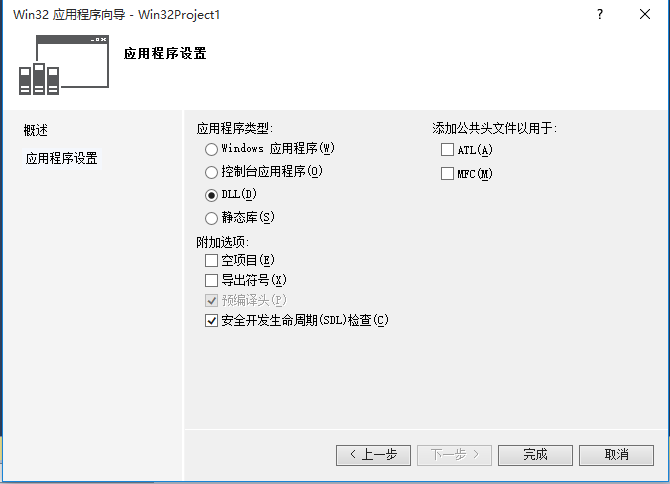 Win32 应用程序向导 - Win32Project1
?
应用程序设置
概述
应用程序设置
应用程序类型:
Windows 应用程序(W)
控制台应用程序(O)
DLL(D)
静态库(S)
附加选项:
空项目(E)
导出符号(X)
预编译头(P)
安全开发生命周期(SDL)检查(C)
添加公共头文件以用于:
ATL(A)
MFC(M)
< 上一步
下一步 >
完成
取消